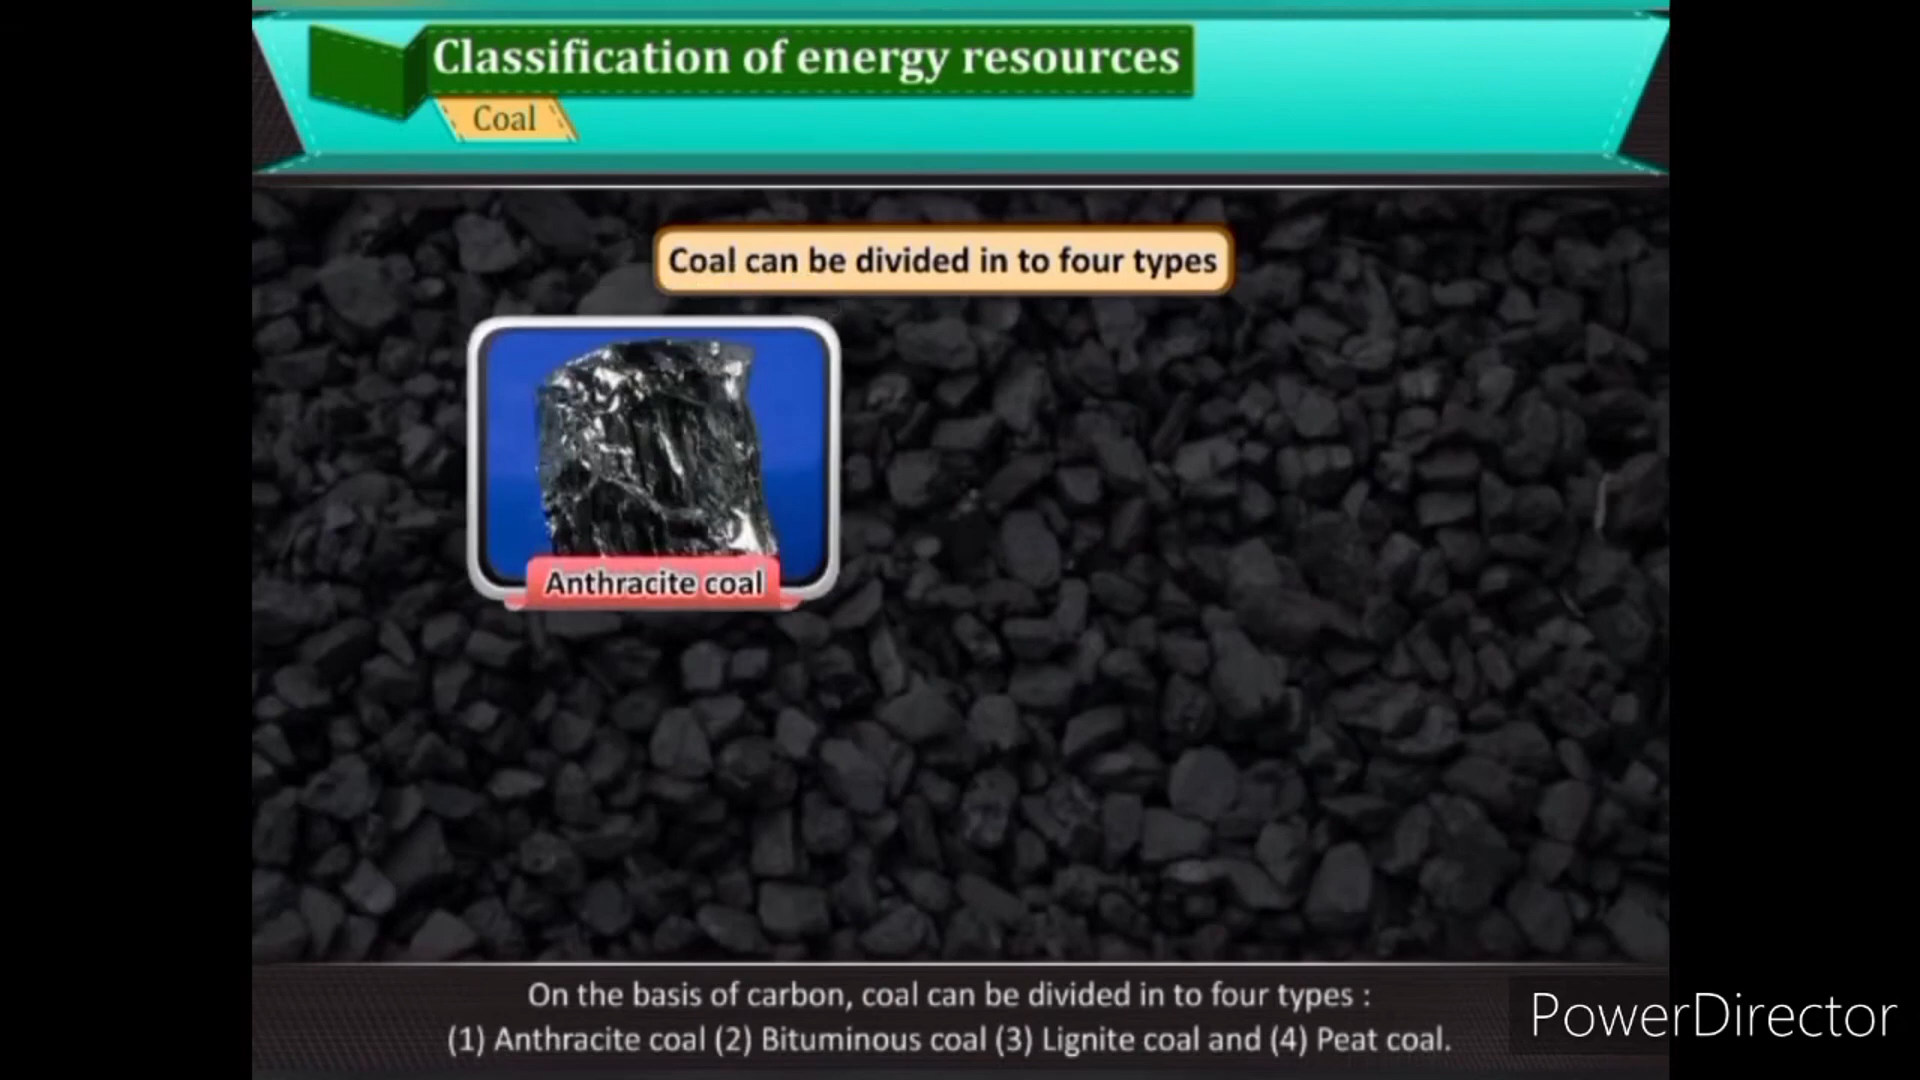 Classification of energy resources
Coal
Coal can be divided in to four types
Anthracite coal
On the basis of carbon, coal can be divided in to four types :
(1) Anthracite coal (2) Bituminous coal (3) Lignite coal and (4) Peat coal.
PowerDirector